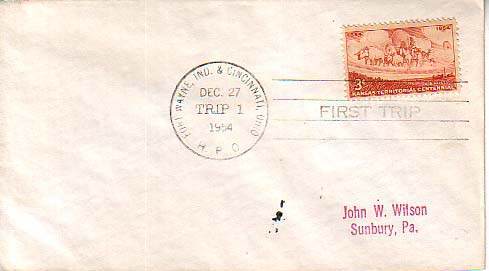 FORT WAYNE, IND. & CINCINNATI, OHIO
DEC. 27
TRIP 1
1954
H P O
1954
3¢
KANSAS TERRITORIAL CENTENNIAL
FIRST TRIP
John W. Wilson
Sunbury, Pa.